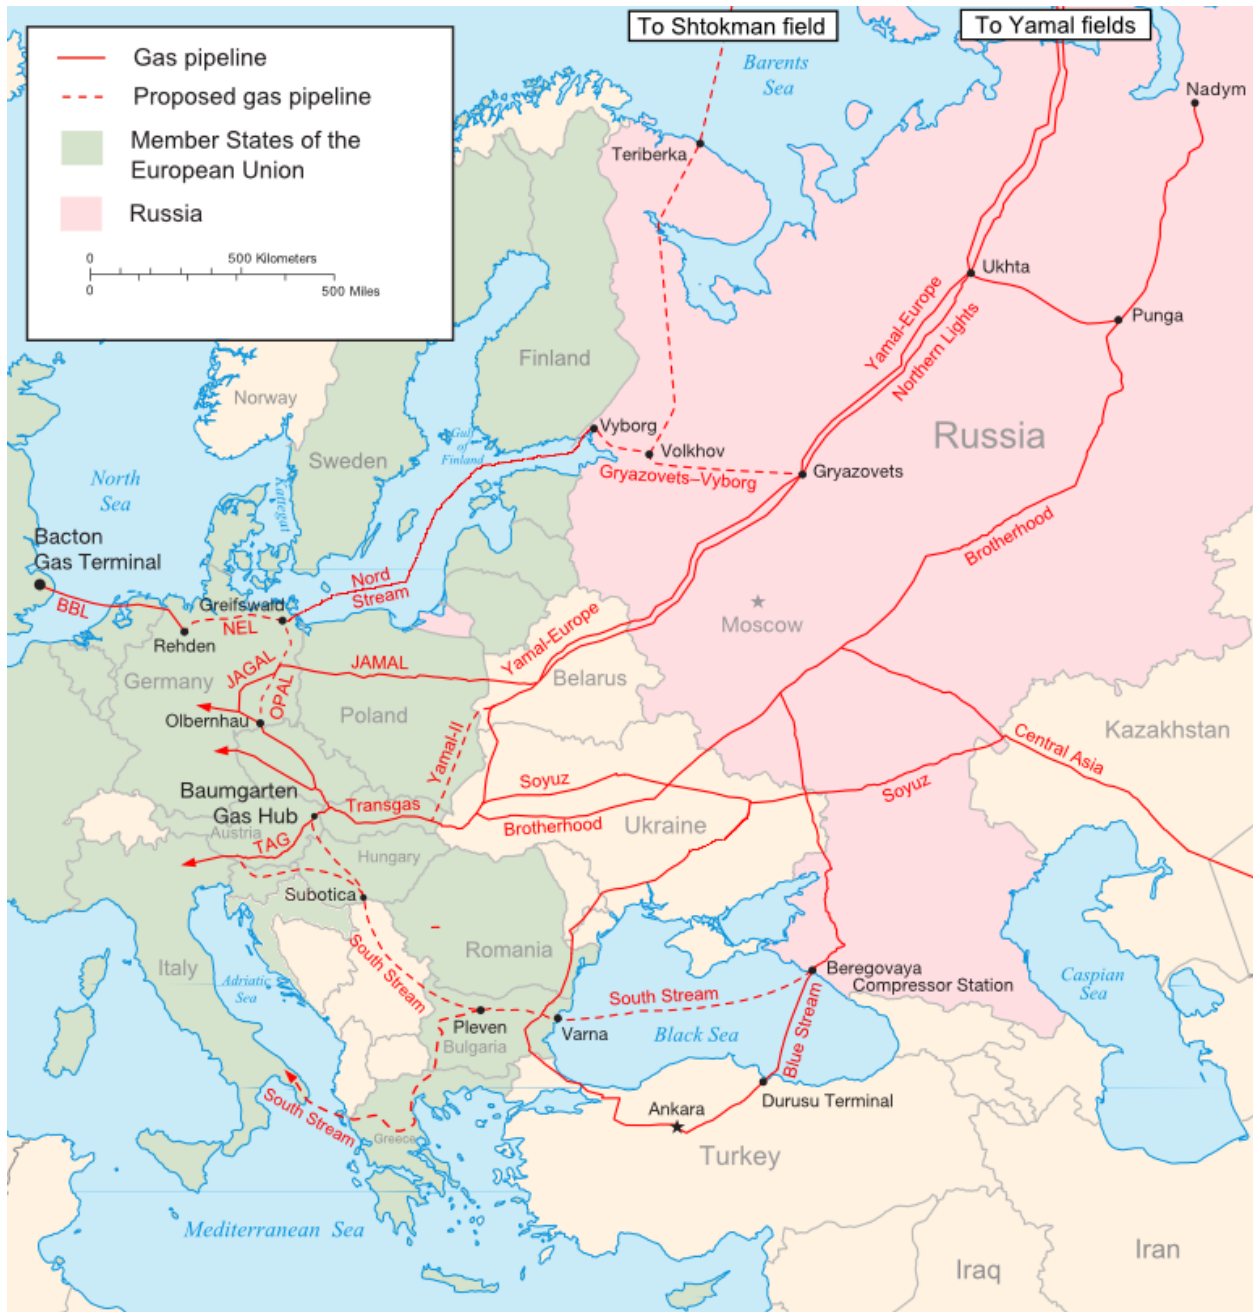 To Shtokman field
To Yamal fields
Gas pipeline
Proposed gas pipeline
Member States of the
European Union
Russia
0
500 Kilometers
0
500 Miles
Barents
Sea
Nadym
Teriberka
Ukhta
Yamal-Europe
Northern Lights
Punga
Finland
Norway
Sweden
Gulf
of
Finland
Vyborg
Volkhov
Gryazovets–Vyborg
Gryazovets
Russia
North
Sea
Kattegat
Bacton
Gas Terminal
BBL
Greifswald
NEL
Rehden
Nord
Stream
Brotherhood
Moscow
Yamal-Europe
JAMAL
JAGAL
OPAL
Germany
Poland
Belarus
Olbernhau
Yamal-II
Kazakhstan
Central Asia
Soyuz
Soyuz
Baumgarten
Gas Hub
Transgas
Brotherhood
Ukraine
Austria
TAG
Hungary
Subotica
Romania
Italy
Adriatic
Sea
South Stream
South Stream
Beregovaya
Compressor Station
Caspian
Sea
Pleven
Bulgaria
Varna
Black Sea
Blue Stream
Durusu Terminal
Ankara
South Stream
Greece
Turkey
Mediterranean Sea
Iraq
Iran